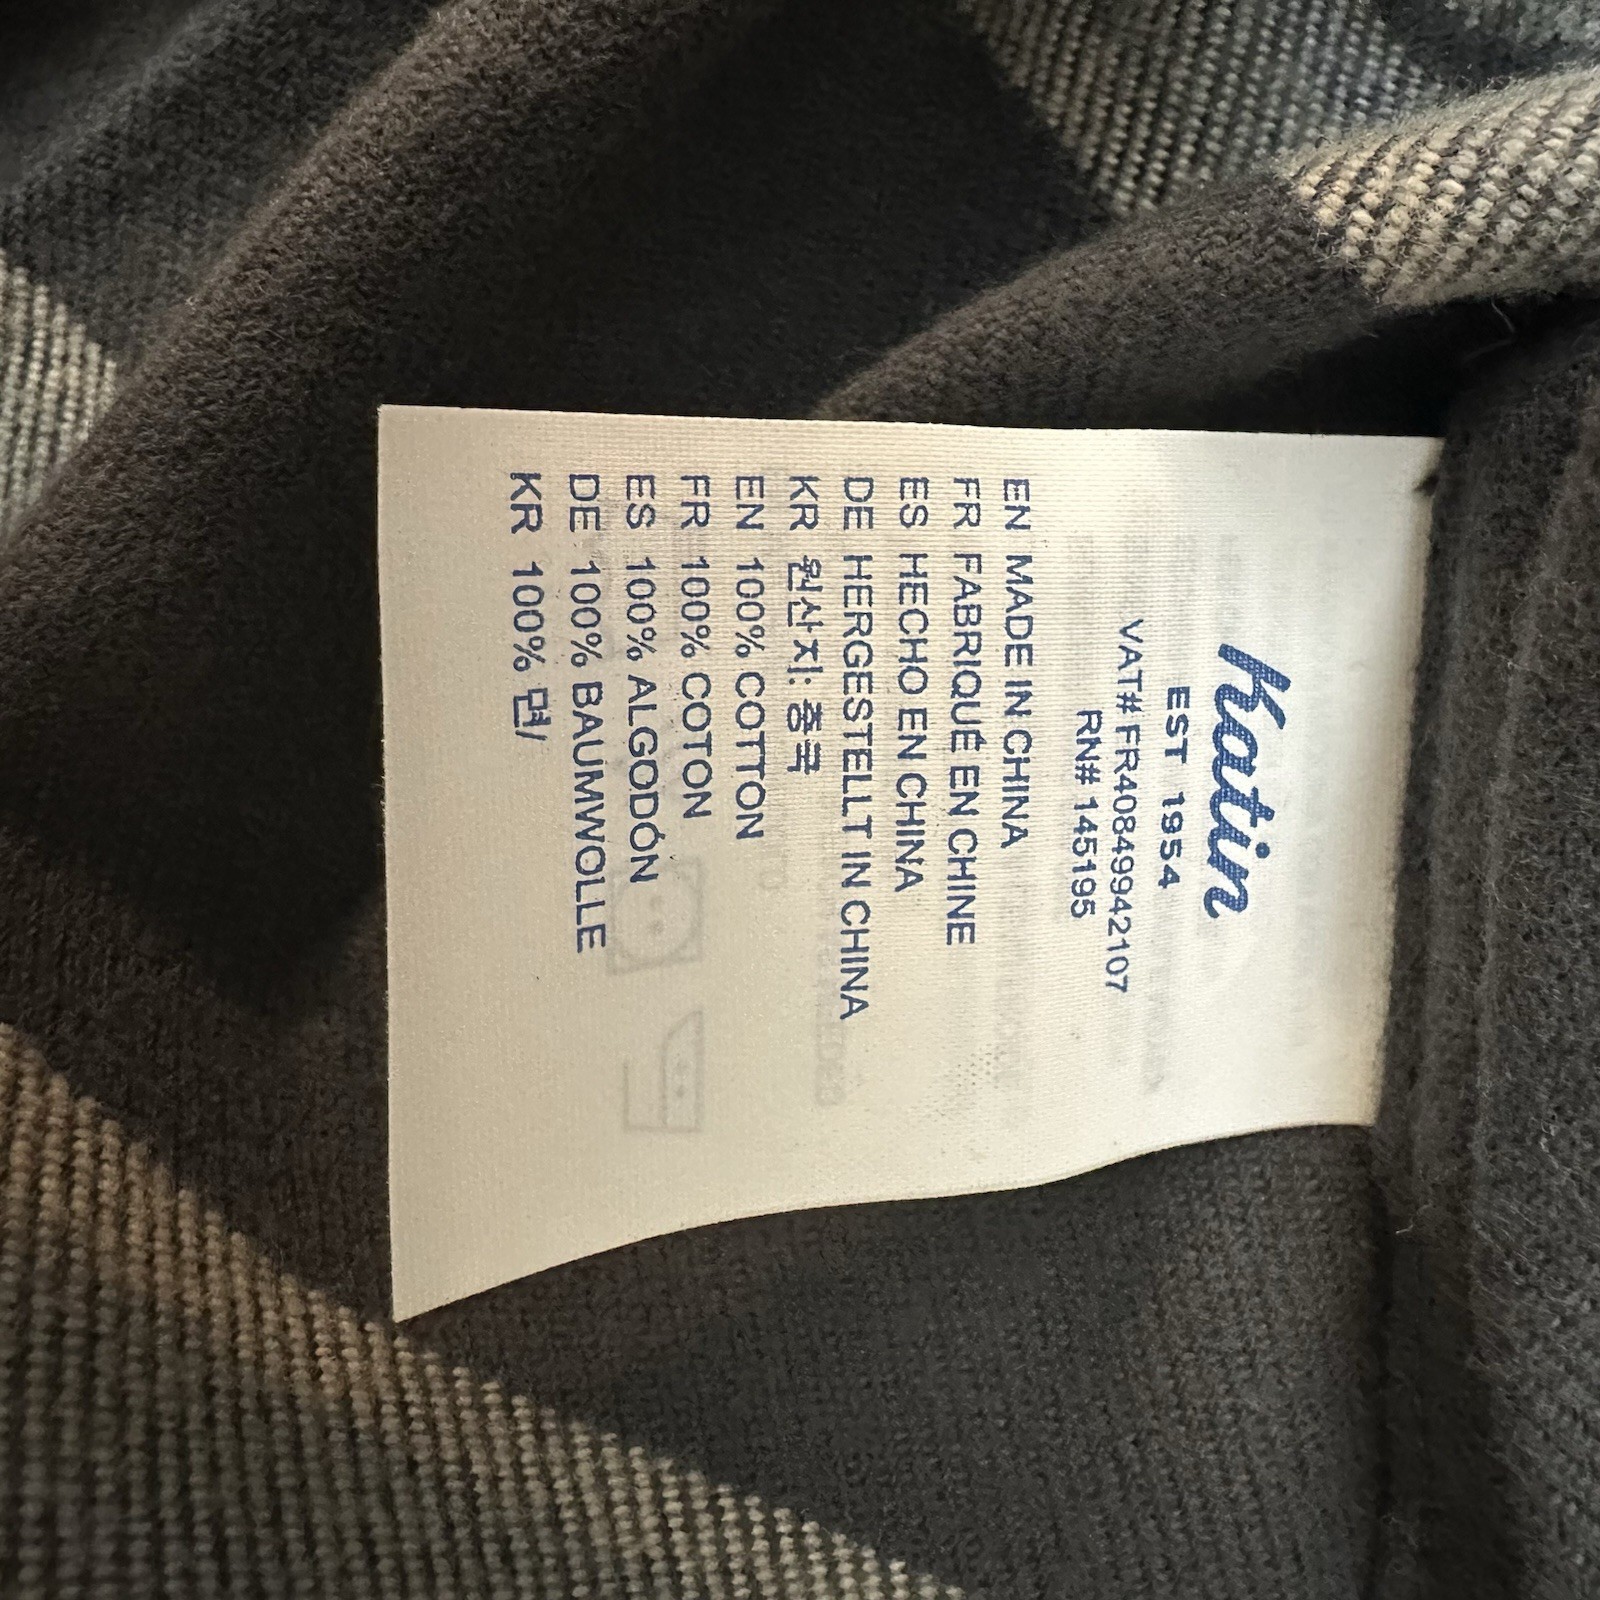 Katin
EST 1954
VAT# FR40849942107
RN# 145195
EN MADE IN CHINA
FR FABRIQUÉ EN CHINE
ES HECHO EN CHINA
DE HERGESTELLT IN CHINA
KR 원산지: 중국
EN 100% COTTON
FR 100% COTON
ES 100% ALGODÓN
DE 100% BAUMWOLLE
KR 100% 면/